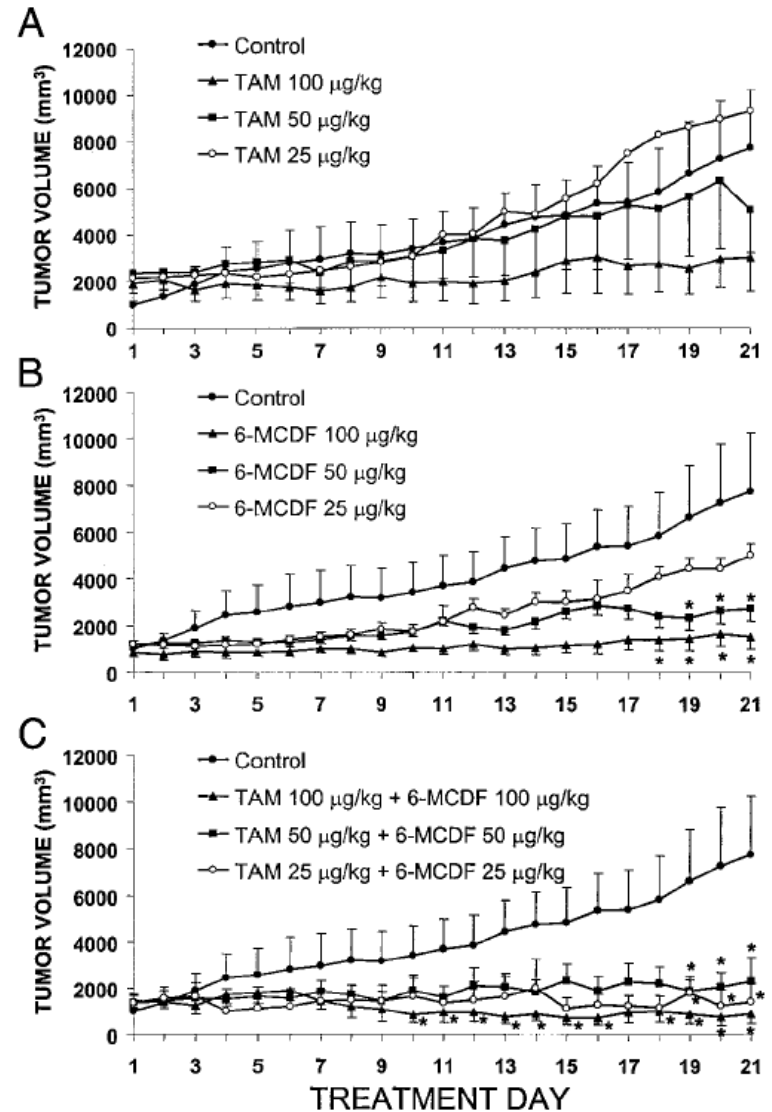 A
12000
10000
8000
6000
4000
2000
0
TUMOR VOLUME (mm³)
Control
TAM 100 μg/kg
TAM 50 μg/kg
TAM 25 μg/kg
1 3 5 7 9 11 13 15 17 19 21
B
12000
10000
8000
6000
4000
2000
0
TUMOR VOLUME (mm³)
Control
6-MCDF 100 μg/kg
6-MCDF 50 μg/kg
6-MCDF 25 μg/kg
* * *
* * * *
1 3 5 7 9 11 13 15 17 19 21
C
12000
10000
8000
6000
4000
2000
0
TUMOR VOLUME (mm³)
Control
TAM 100 μg/kg + 6-MCDF 100 μg/kg
TAM 50 μg/kg + 6-MCDF 50 μg/kg
TAM 25 μg/kg + 6-MCDF 25 μg/kg
* * *
* * *
* * * * * * * * * * *
1 3 5 7 9 11 13 15 17 19 21
TREATMENT DAY